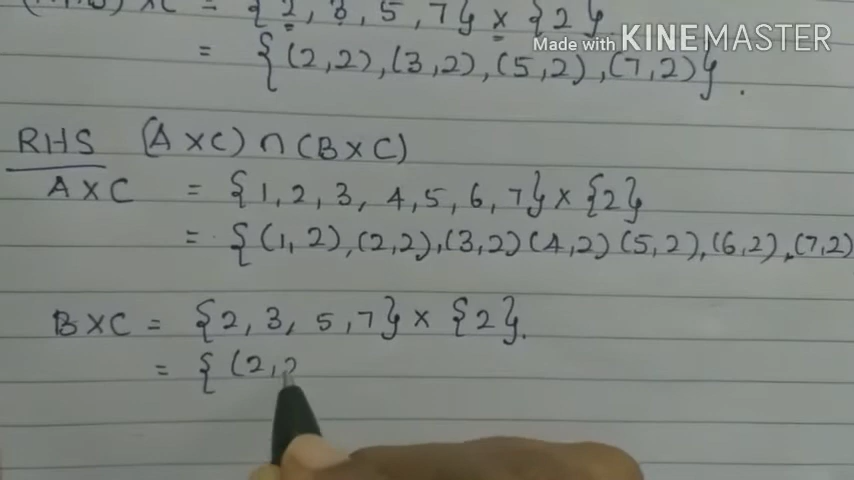 × C = {2, 3, 5, 7} × {2}
Made with KINEMASTER
= {(2,2),(3,2),(5,2),(7,2)}.
RHS (A×C)∩(B×C)
A×C = {1,2,3,4,5,6,7}×{2}
= {(1,2),(2,2),(3,2)(4,2)(5,2),(6,2),(7,2)
B×C = {2,3,5,7}×{2}.
= {(2,2